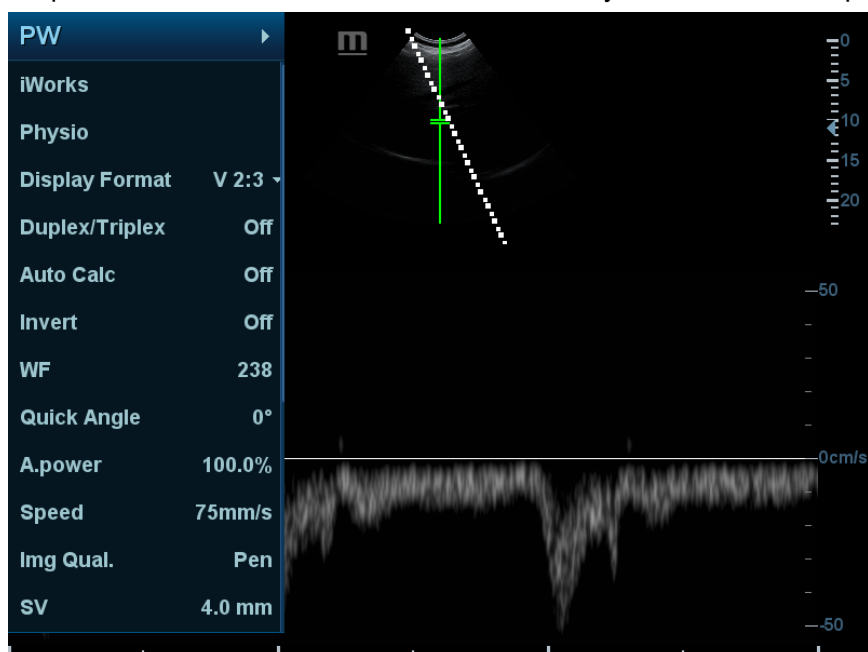 PW
m
0
5
10
15
20
iWorks
Physio
Display Format V 2:3
Duplex/Triplex Off
Auto Calc Off
Invert Off
WF 238
Quick Angle 0°
A.power 100.0%
Speed 75mm/s
Img Qual. Pen
SV 4.0 mm
50
0cm/s
-50